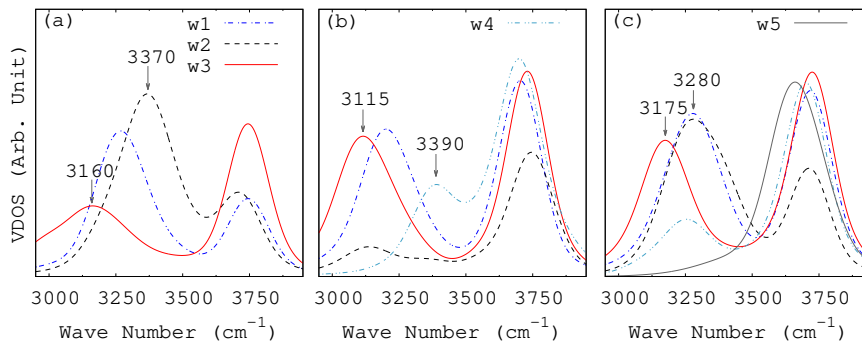 (a) w1
w2
w3
3370
3160
(b) w4
3115
3390
(c) w5
3280
3175
VDOS (Arb. Unit)
3000 3250 3500 3750
3000 3250 3500 3750
3000 3250 3500 3750
Wave Number (cm⁻¹)
Wave Number (cm⁻¹)
Wave Number (cm⁻¹)